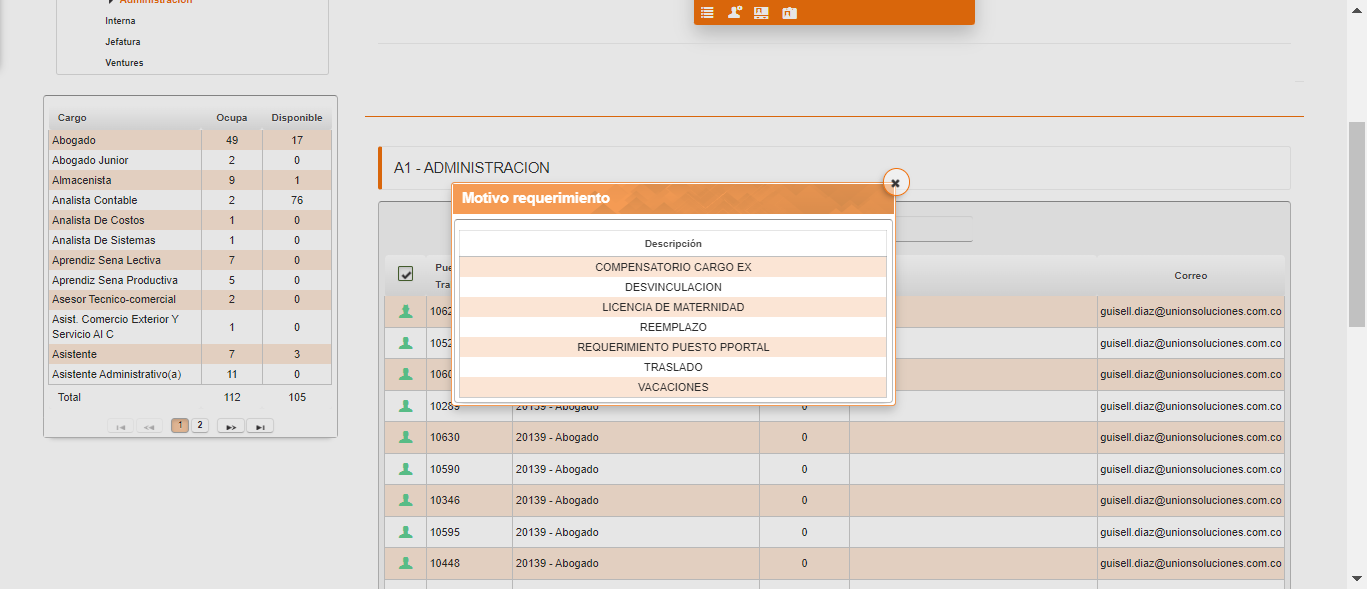 Administración
Interna
Jefatura
Ventures
Cargo Ocupa Disponible
Abogado 49 17
Abogado Junior 2 0
Almacenista 9 1
Analista Contable 2 76
Analista De Costos 1 0
Analista De Sistemas 1 0
Aprendiz Sena Lectiva 7 0
Aprendiz Sena Productiva 5 0
Asesor Tecnico-comercial 2 0
Asist. Comercio Exterior Y
Servicio Al C 1 0
Asistente 7 3
Asistente Administrativo(a) 11 0
Total 112 105
1 2
A1 - ADMINISTRACION
Motivo requerimiento
Descripción
COMPENSATORIO CARGO EX
DESVINCULACION
LICENCIA DE MATERNIDAD
REEMPLAZO
REQUERIMIENTO PUESTO PPORTAL
TRASLADO
VACACIONES
Pue
Tra
Correo
1062 guisell.diaz@unionsoluciones.com.co
1052 guisell.diaz@unionsoluciones.com.co
1060 guisell.diaz@unionsoluciones.com.co
10289 20139 - Abogado 0 guisell.diaz@unionsoluciones.com.co
10630 20139 - Abogado 0 guisell.diaz@unionsoluciones.com.co
10590 20139 - Abogado 0 guisell.diaz@unionsoluciones.com.co
10346 20139 - Abogado 0 guisell.diaz@unionsoluciones.com.co
10595 20139 - Abogado 0 guisell.diaz@unionsoluciones.com.co
10448 20139 - Abogado 0 guisell.diaz@unionsoluciones.com.co